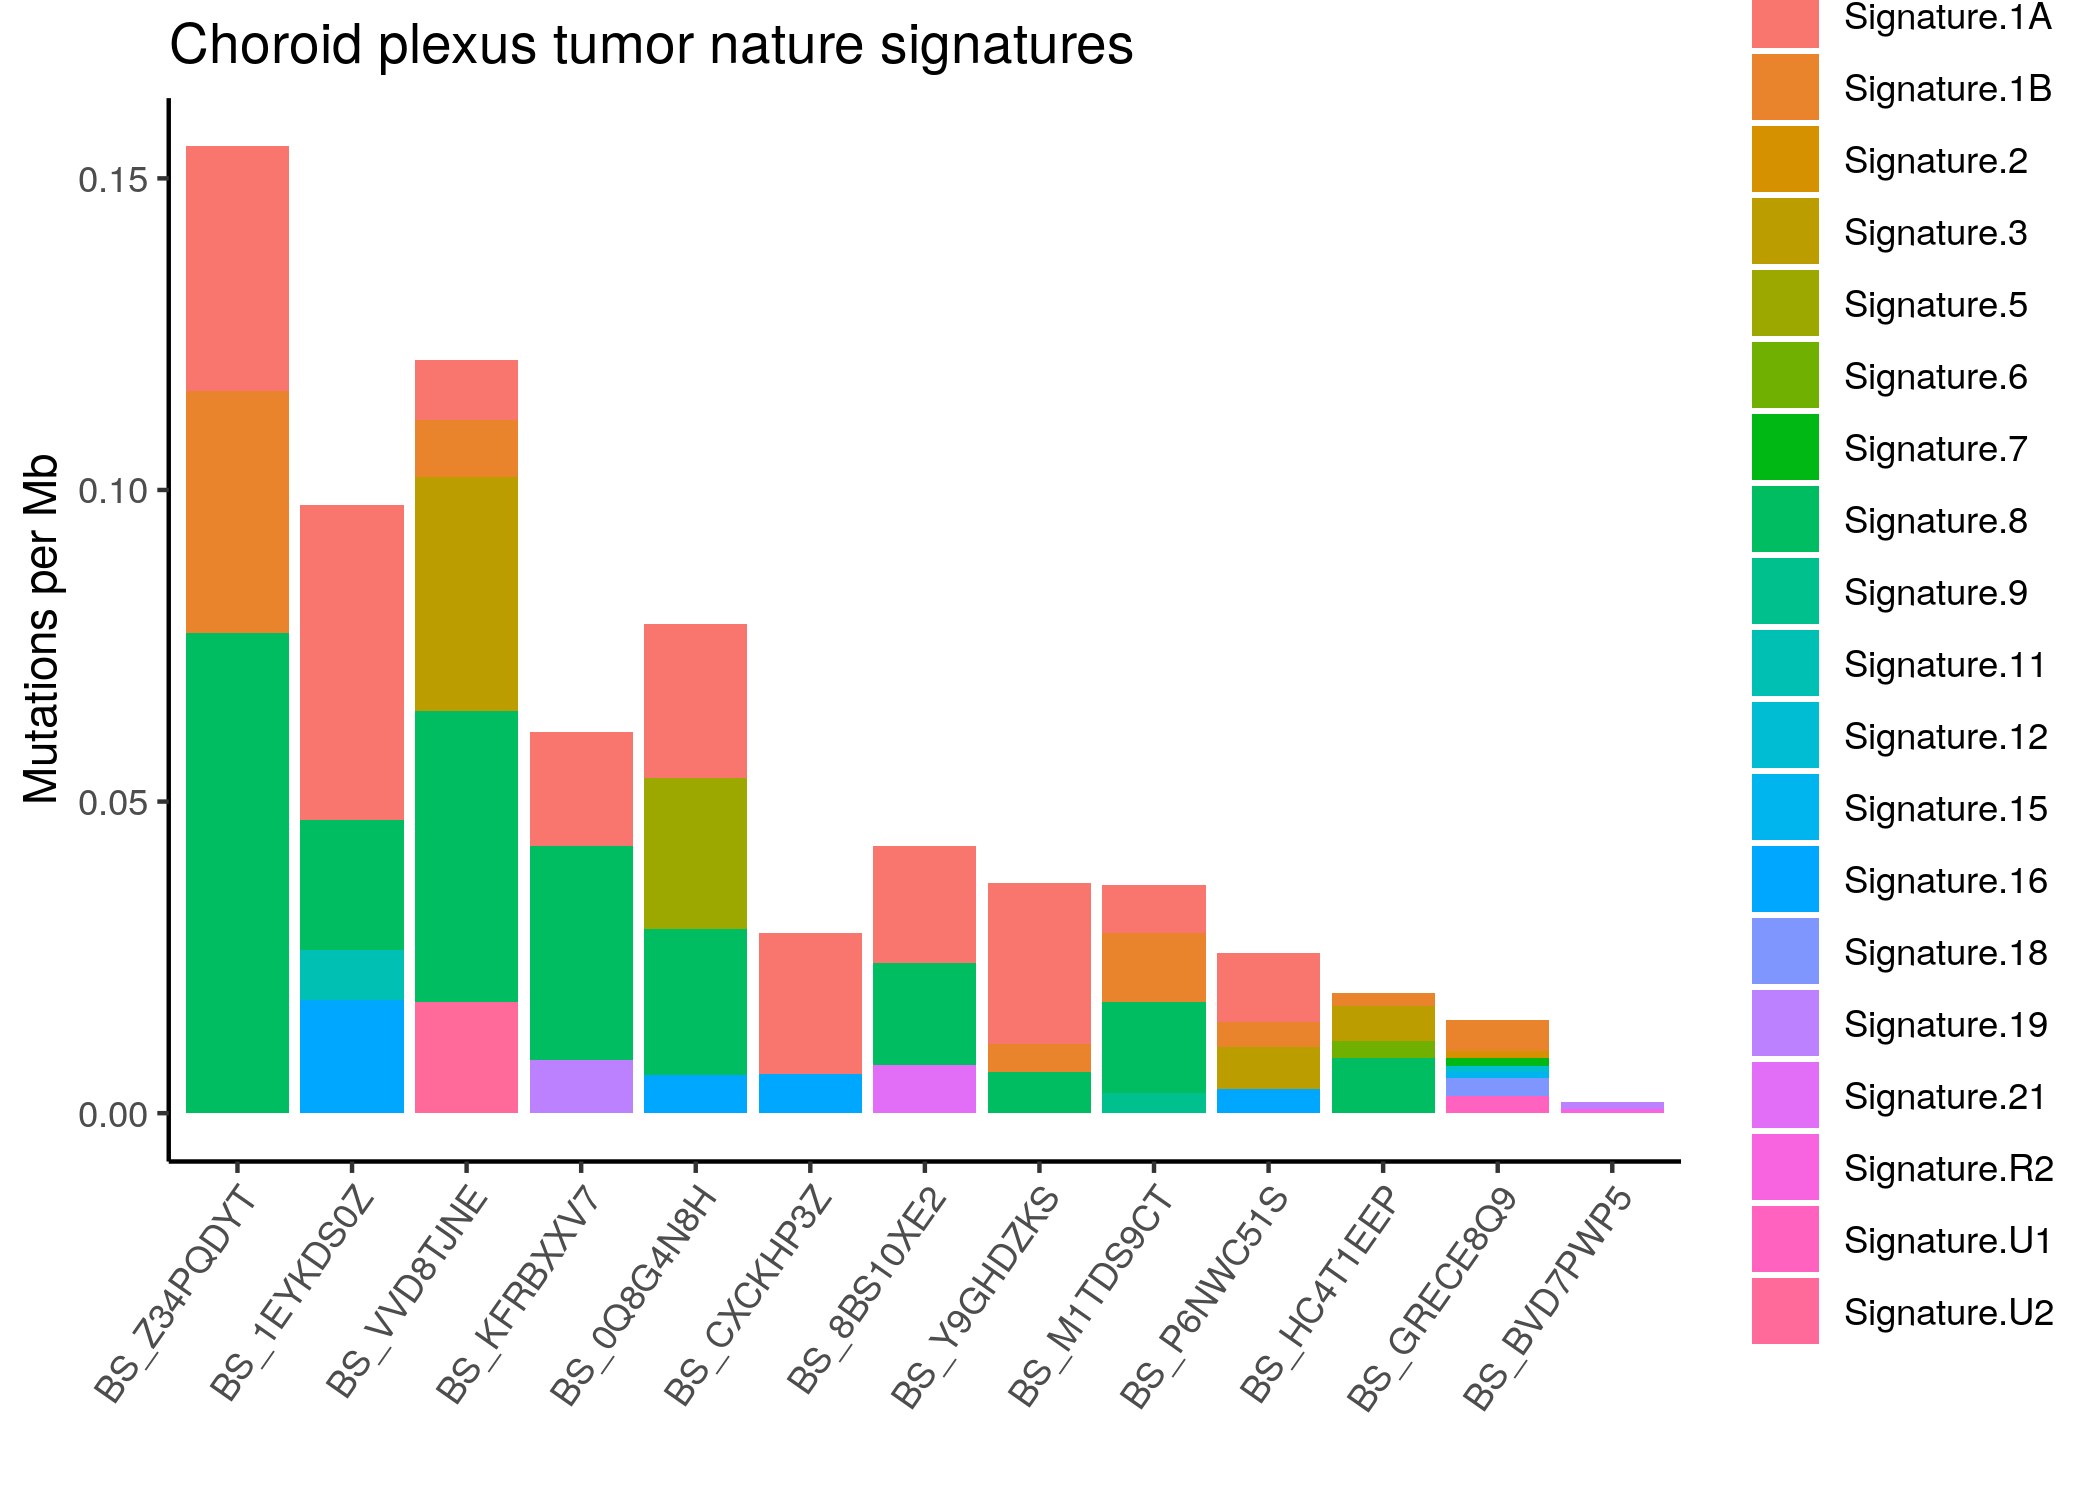 Choroid plexus tumor nature signatures
Mutations per Mb
0.15
0.10
0.05
0.00
BS_Z34PQDYT
BS_1EYKDS0Z
BS_VVD8TJNE
BS_KFRBXXV7
BS_0Q8G4N8H
BS_CXCKHP3Z
BS_8BS10XE2
BS_Y9GHDZKS
BS_M1TDS9CT
BS_P6NWC51S
BS_HC4T1EEP
BS_GRECE8Q9
BS_BVD7PWP5
Signature.1A
Signature.1B
Signature.2
Signature.3
Signature.5
Signature.6
Signature.7
Signature.8
Signature.9
Signature.11
Signature.12
Signature.15
Signature.16
Signature.18
Signature.19
Signature.21
Signature.R2
Signature.U1
Signature.U2